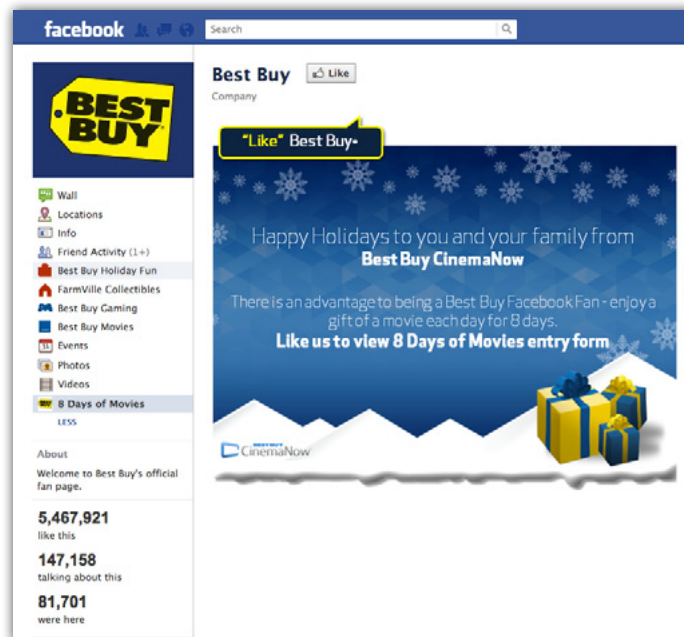 facebook
Search
BEST
BUY
Best Buy
Like
Company
"Like" Best Buy
Wall
Locations
Info
Friend Activity (1+)
Best Buy Holiday Fun
FarmVille Collectibles
Best Buy Gaming
Best Buy Movies
31 Events
Photos
Videos
8 Days of Movies
LESS
Happy Holidays to you and your family from
Best Buy CinemaNow
There is an advantage to being a Best Buy Facebook Fan - enjoy a
gift of a movie each day for 8 days.
Like us to view 8 Days of Movies entry form
BEST BUY
CinemaNow
About
Welcome to Best Buy's official
fan page.
5,467,921
like this
147,158
talking about this
81,701
were here